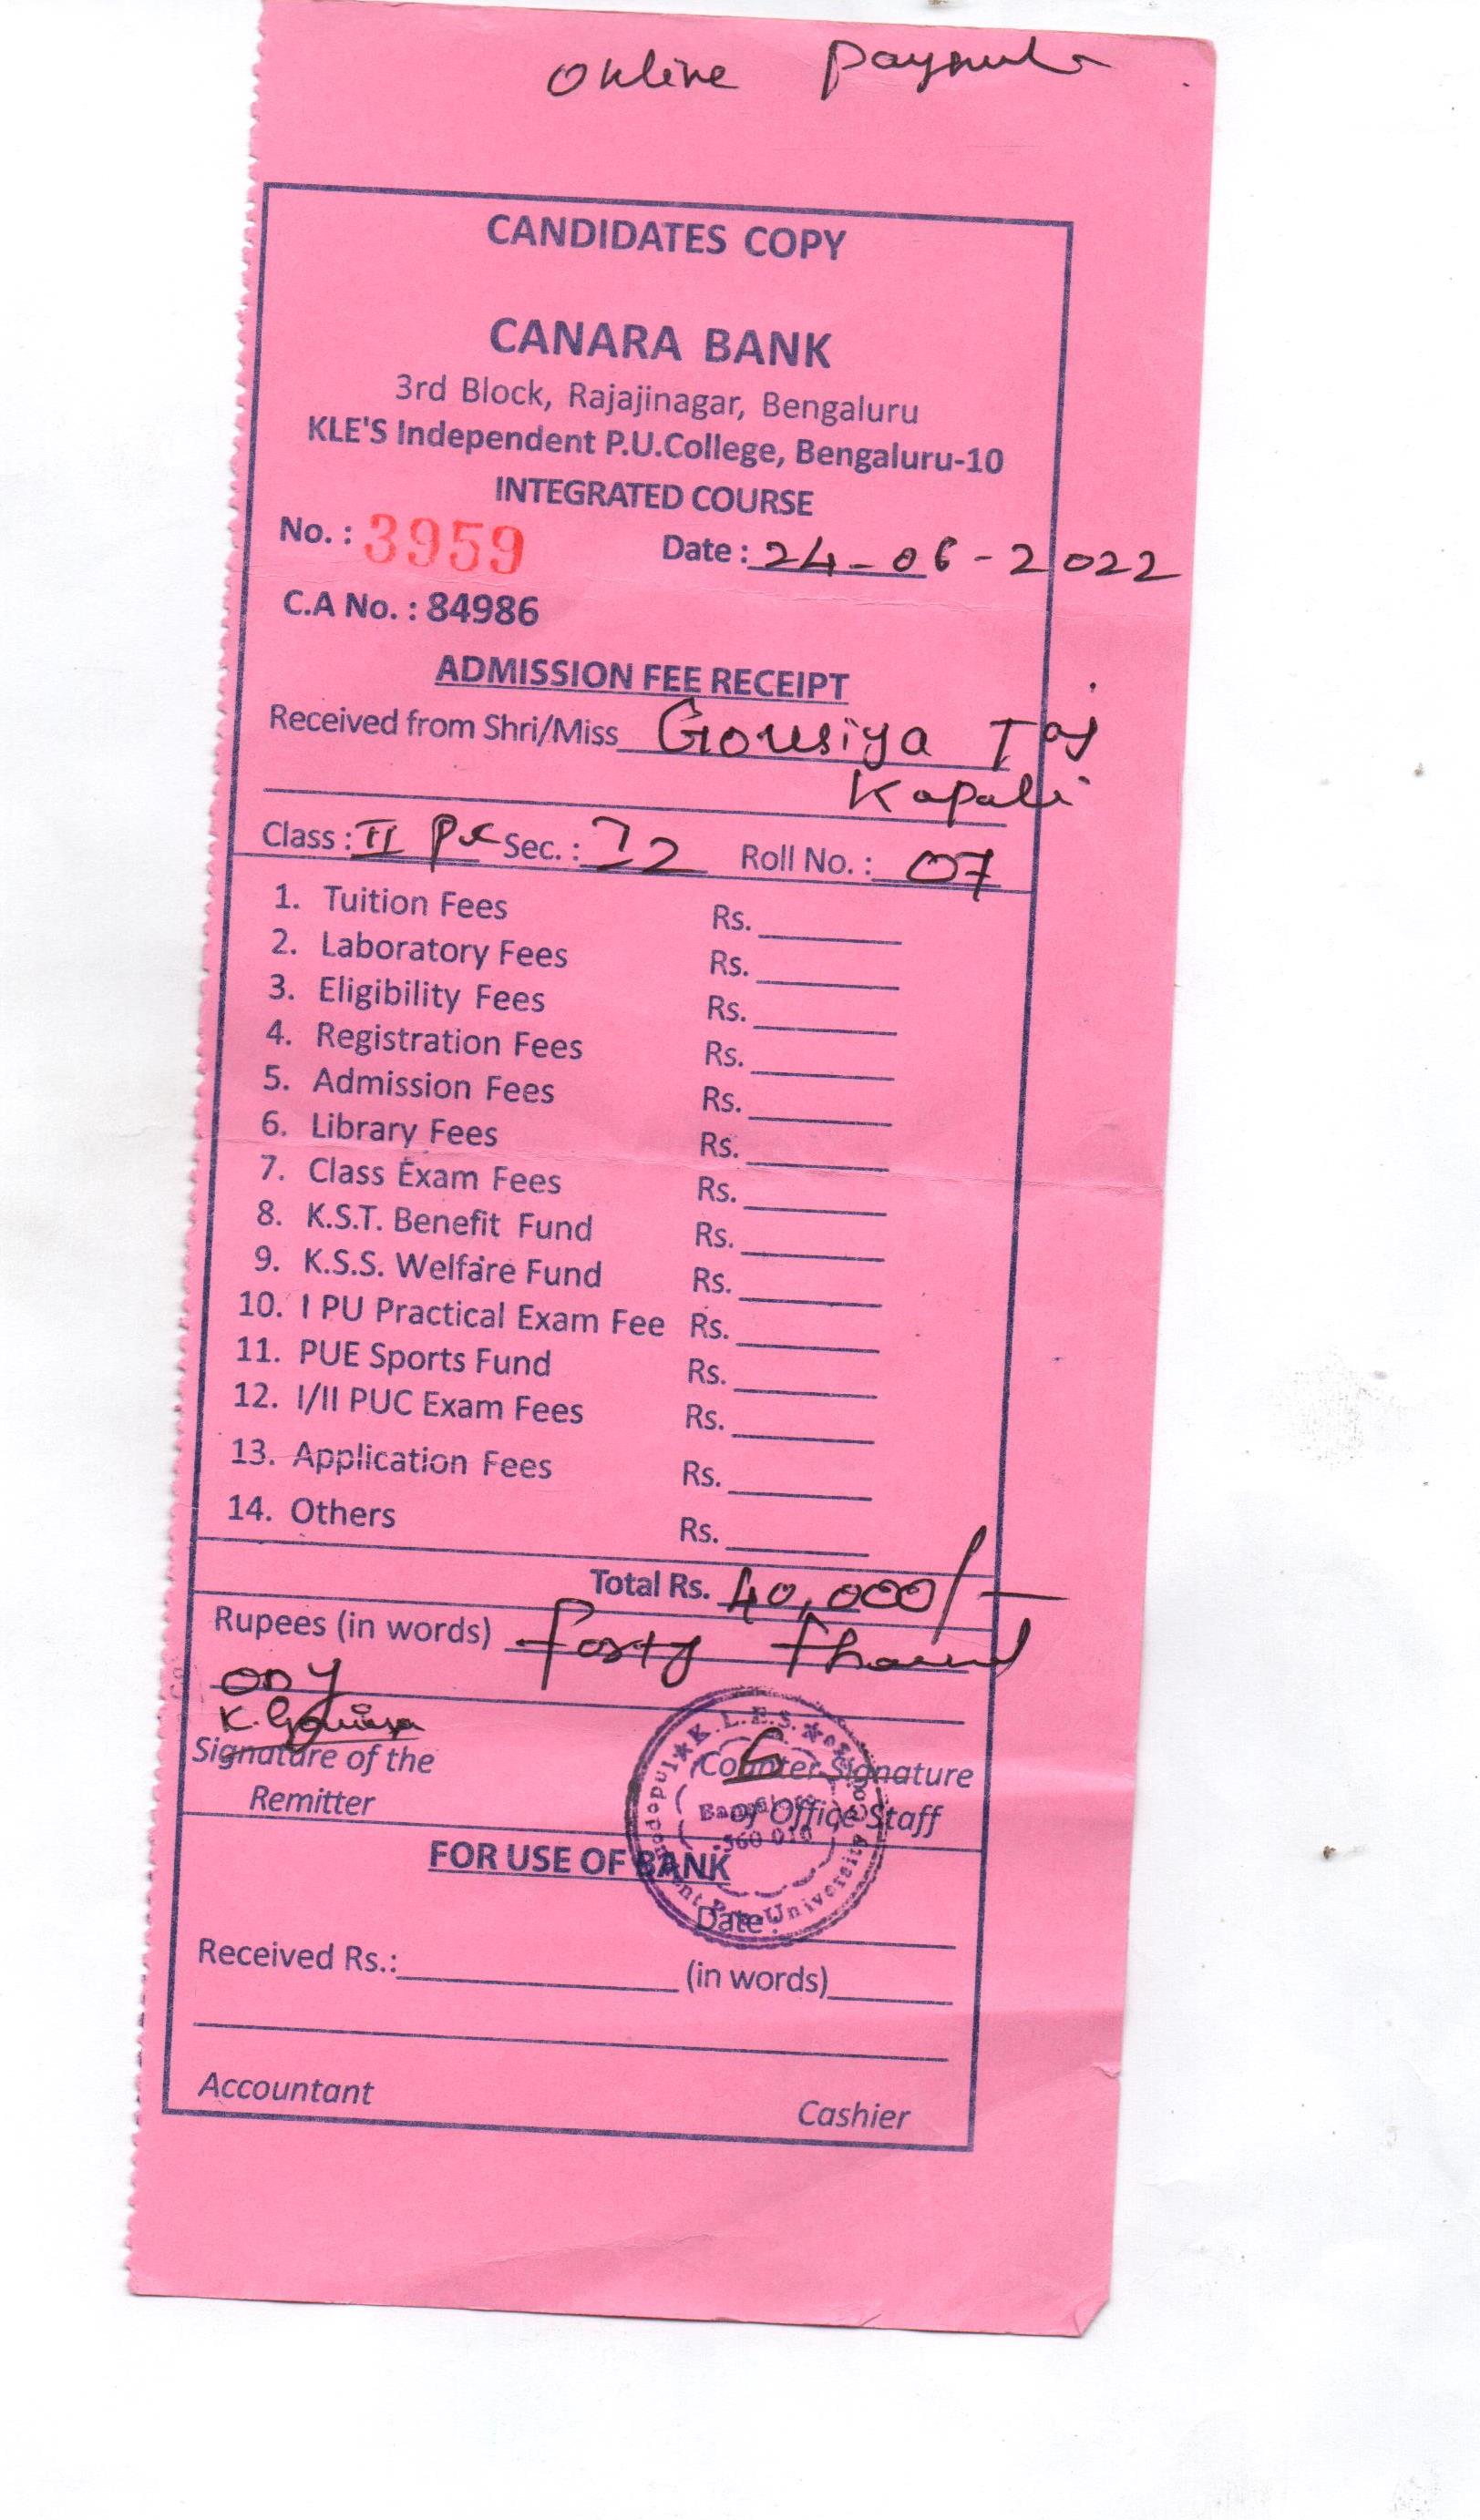 Online payment
CANDIDATES COPY
CANARA BANK
3rd Block, Rajajinagar, Bengaluru
KLE'S Independent P.U.College, Bengaluru-10
INTEGRATED COURSE
No. : 3959 Date : 24-06-2022
C.A No. : 84986
ADMISSION FEE RECEIPT
Received from Shri/Miss Gousiya Taj
Kapali
Class : II PUC Sec. : I2 Roll No. : 07
1. Tuition Fees Rs.
2. Laboratory Fees Rs.
3. Eligibility Fees Rs.
4. Registration Fees Rs.
5. Admission Fees Rs.
6. Library Fees Rs.
7. Class Exam Fees Rs.
8. K.S.T. Benefit Fund Rs.
9. K.S.S. Welfare Fund Rs.
10. I PU Practical Exam Fee Rs.
11. PUE Sports Fund Rs.
12. I/II PUC Exam Fees Rs.
13. Application Fees Rs.
14. Others Rs.
Total Rs. 40,000/-
Rupees (in words) Forty Thousand
only
Signature of the Counter Signature
Remitter of Office Staff
K.L.E.S. Independent Pre-University College
560 010
FOR USE OF BANK
Date :
Received Rs.: (in words)
Accountant Cashier